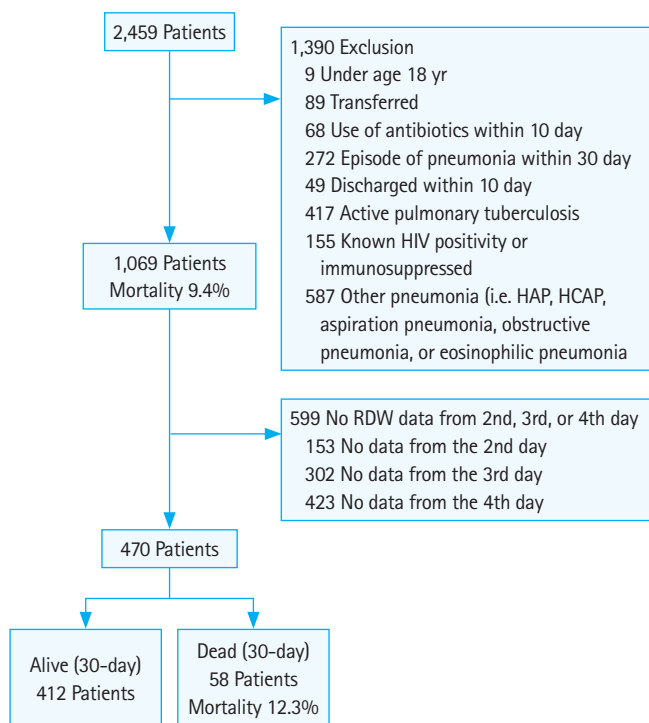 2,459 Patients
1,390 Exclusion
9 Under age 18 yr
89 Transferred
68 Use of antibiotics within 10 day
272 Episode of pneumonia within 30 day
49 Discharged within 10 day
417 Active pulmonary tuberculosis
155 Known HIV positivity or
immunosuppressed
587 Other pneumonia (i.e. HAP, HCAP,
aspiration pneumonia, obstructive
pneumonia, or eosinophilic pneumonia
1,069 Patients
Mortality 9.4%
599 No RDW data from 2nd, 3rd, or 4th day
153 No data from the 2nd day
302 No data from the 3rd day
423 No data from the 4th day
470 Patients
Alive (30-day)
412 Patients
Dead (30-day)
58 Patients
Mortality 12.3%